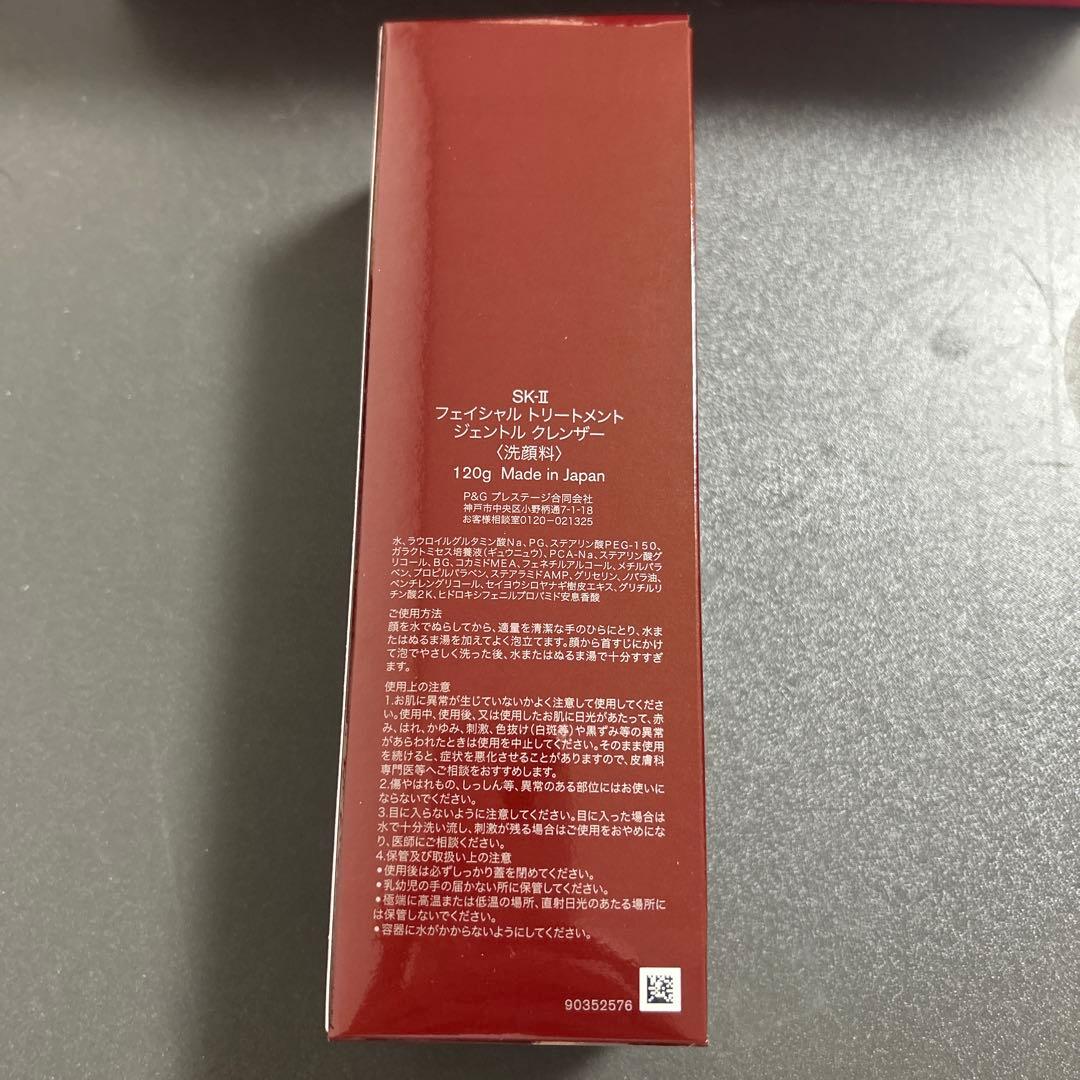 SK-Ⅱ
フェイシャル トリートメント
ジェントル クレンザー
〈洗顔料〉
120g Made in Japan
P&G プレステージ合同会社
神戸市中央区小野柄通7-1-18
お客様相談室0120-021325
水、ラウロイルグルタミン酸Na、PG、ステアリン酸PEG-150、
ガラクトミセス培養液(ギュウニュウ)、PCA-Na、ステアリン酸グ
リコール、BG、コカミドMEA、フェネチルアルコール、メチルパラ
ベン、プロピルパラベン、ステアラミドAMP、グリセリン、ノバラ油、
ペンチレングリコール、セイヨウシロヤナギ樹皮エキス、グリチルリ
チン酸2K、ヒドロキシフェニルプロパミド安息香酸
ご使用方法
顔を水でぬらしてから、適量を清潔な手のひらにとり、水ま
たはぬるま湯を加えてよく泡立てます。顔から首すじにかけ
て泡でやさしく洗った後、水またはぬるま湯で十分すすぎ
ます。
使用上の注意
1.お肌に異常が生じていないかよく注意して使用してくださ
い。使用中、使用後、又は使用したお肌に日光があたって、赤
み、はれ、かゆみ、刺激、色抜け(白斑等)や黒ずみ等の異常
があらわれたときは使用を中止してください。そのまま使用
を続けると、症状を悪化させることがありますので、皮膚科
専門医等へご相談をおすすめします。
2.傷やはれもの、しっしん等、異常のある部位にはお使いに
ならないでください。
3.目に入らないように注意してください。目に入った場合は
水で十分洗い流し、刺激が残る場合はご使用をおやめにな
り、医師にご相談ください。
4.保管及び取扱い上の注意
•使用後は必ずしっかり蓋を閉めてください。
•乳幼児の手の届かない所に保管してください。
•極端に高温または低温の場所、直射日光のあたる場所に
は保管しないでください。
•容器に水がかからないようにしてください。
90352576